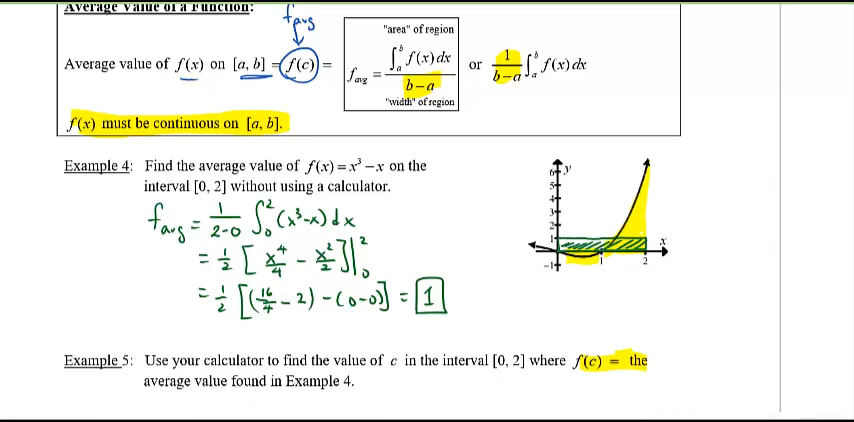 Average Value of a Function:
f avg
"area" of region
Average value of f(x) on [a, b] = f(c) = f_avg = ∫_a^b f(x) dx / (b − a) or 1/(b−a) ∫_a^b f(x) dx
"width" of region
f(x) must be continuous on [a, b].
Example 4: Find the average value of f(x) = x³ − x on the
interval [0, 2] without using a calculator.
f avg = 1/(2-0) ∫_0^2 (x³-x) dx
= 1/2 [ x⁴/4 − x²/2 ] |_0^2
= 1/2 [(16/4 − 2) − (0−0)] = 1
y
6
5
4
3
2
1
x
−1
1
2
Example 5: Use your calculator to find the value of c in the interval [0, 2] where f(c) = the
average value found in Example 4.